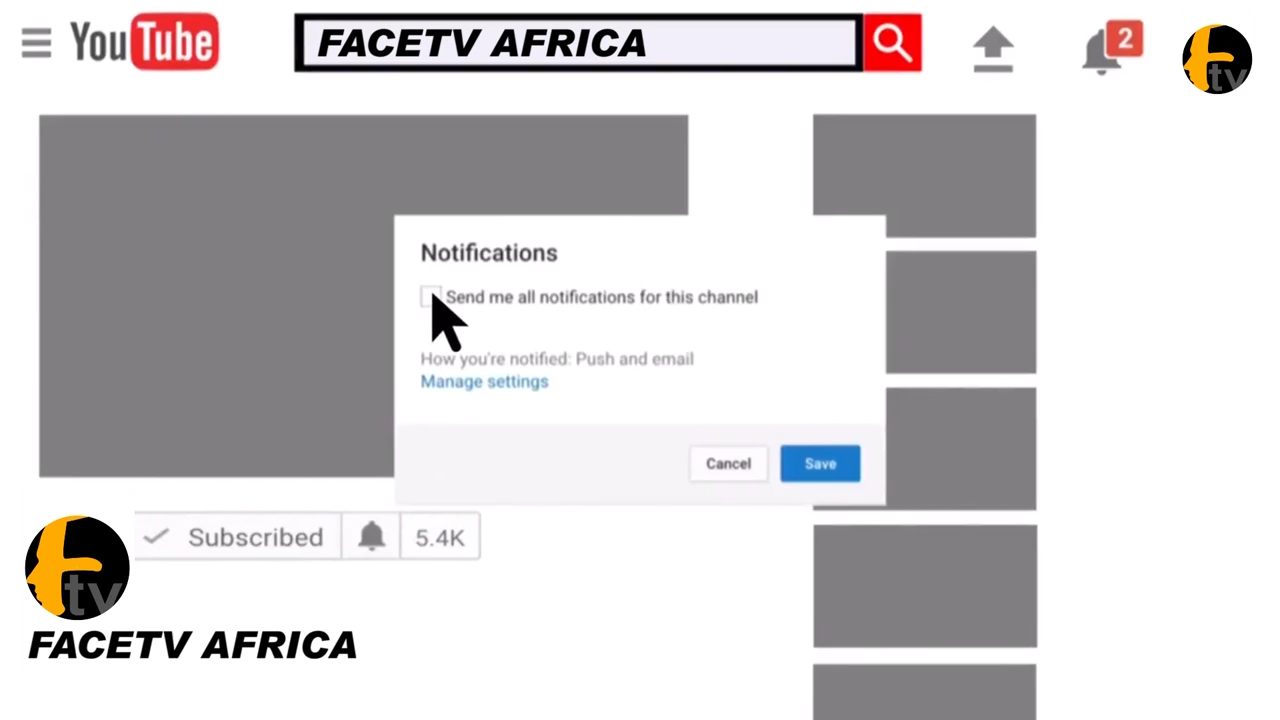 YouTube
FACETV AFRICA
2
tv
Notifications
Send me all notifications for this channel
How you're notified: Push and email
Manage settings
Cancel
Save
Subscribed
5.4K
tv
FACETV AFRICA